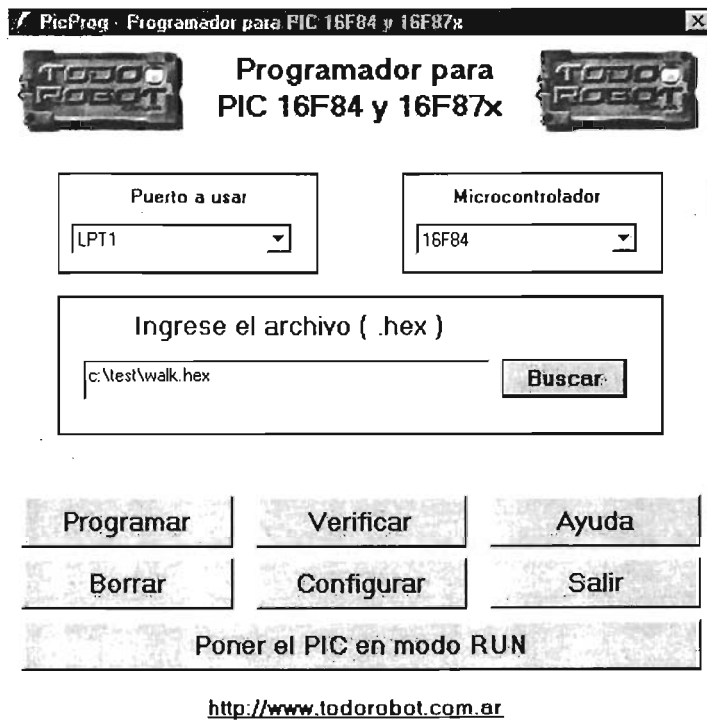 PicProg - Programador para PIC 16F84 y 16F87x
TODO
ROBOT
Programador para
PIC 16F84 y 16F87x
TODO
ROBOT
Puerto a usar
LPT1
Microcontrolador
16F84
Ingrese el archivo ( .hex )
c:\test\walk.hex
Buscar
Programar
Verificar
Ayuda
Borrar
Configurar
Salir
Poner el PIC en modo RUN
http://www.todorobot.com.ar